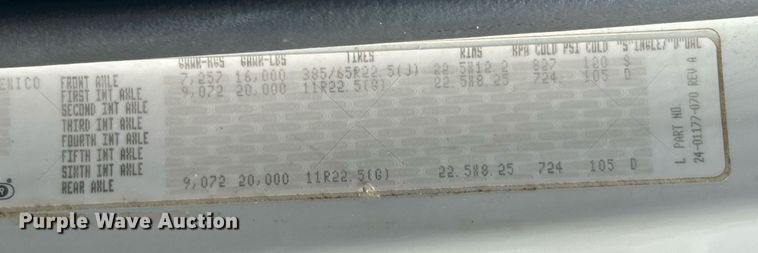 GAWR-KGS GAWR-LBS TIRES RIMS KPA COLD PSI COLD "S"INGLE/"D"UAL
EXICO FRONT AXLE 7,257 16,000 385/65R22.5(J) 22.5X12.2 827 120 S
FIRST INT AXLE 9,072 20,000 11R22.5(G) 22.5X8.25 724 105 D
SECOND INT AXLE
THIRD INT AXLE
FOURTH INT AXLE
FIFTH INT AXLE
SIXTH INT AXLE
REAR AXLE 9,072 20,000 11R22.5(G) 22.5X8.25 724 105 D
L PART NO.
24-01177-070 REV A
Purple Wave Auction